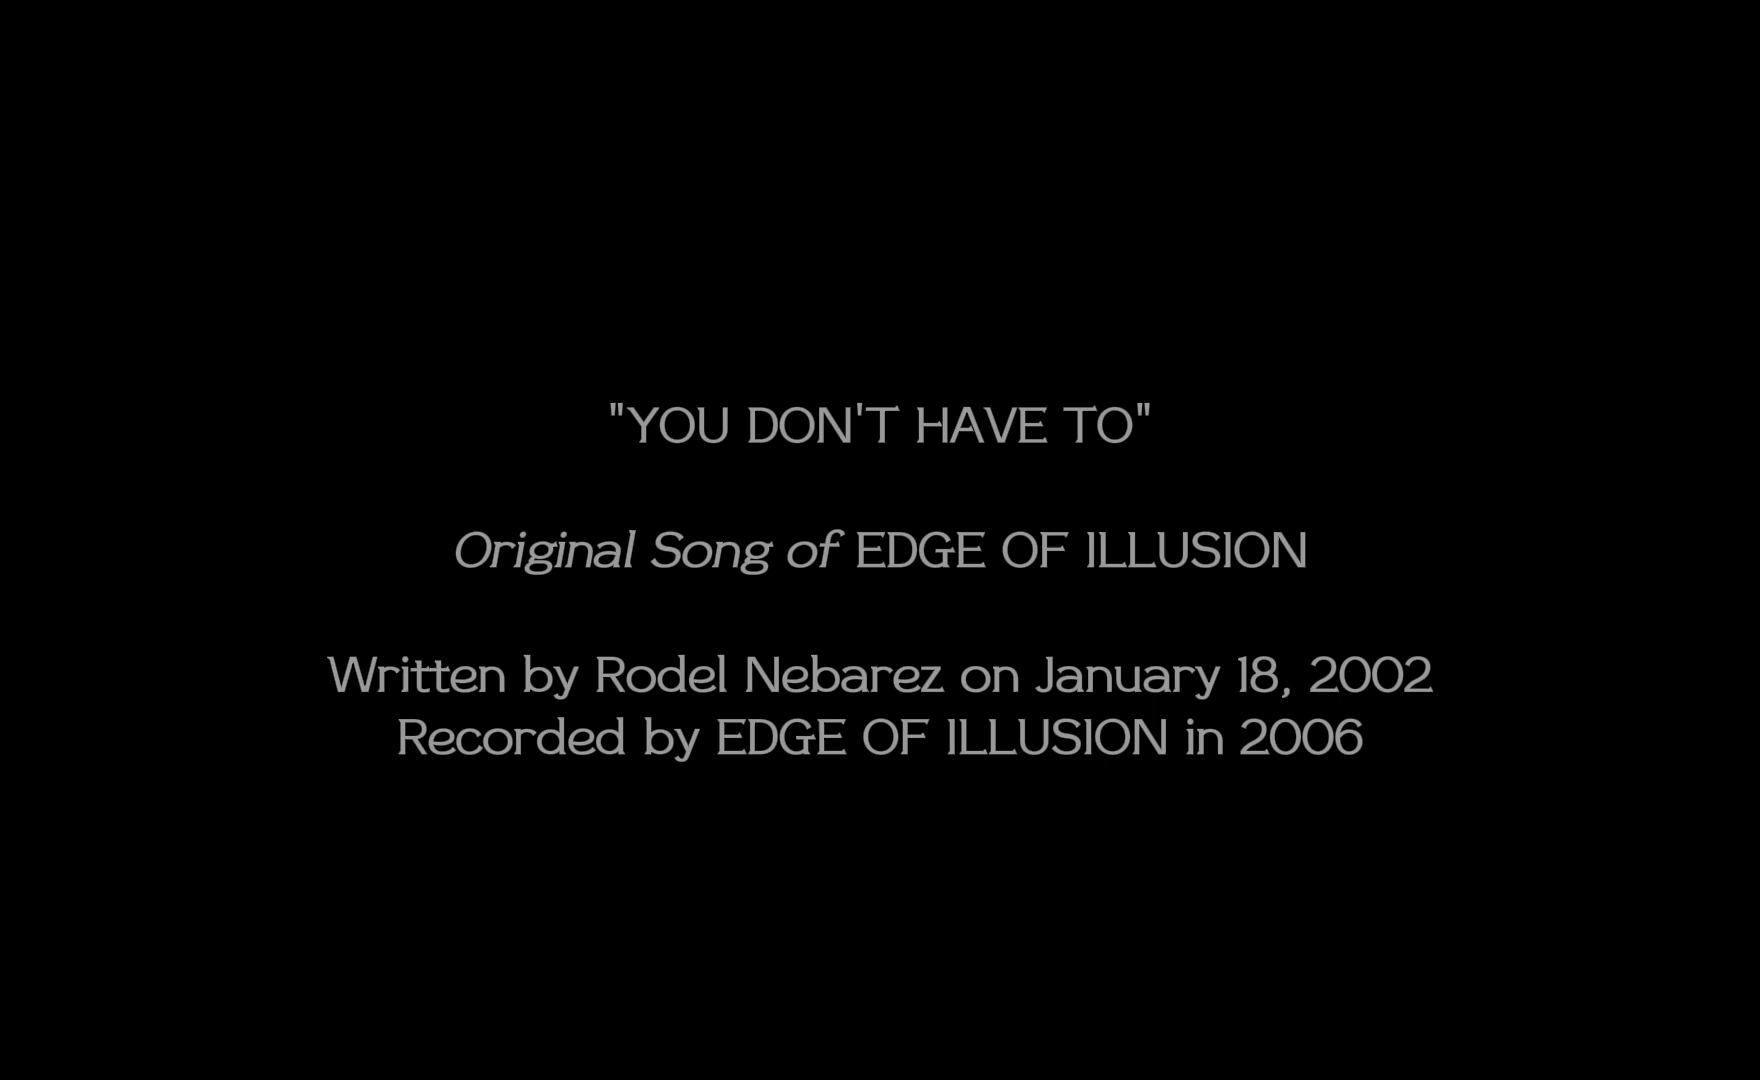 "YOU DON'T HAVE TO"
Original Song of EDGE OF ILLUSION
Written by Rodel Nebarez on January 18, 2002
Recorded by EDGE OF ILLUSION in 2006